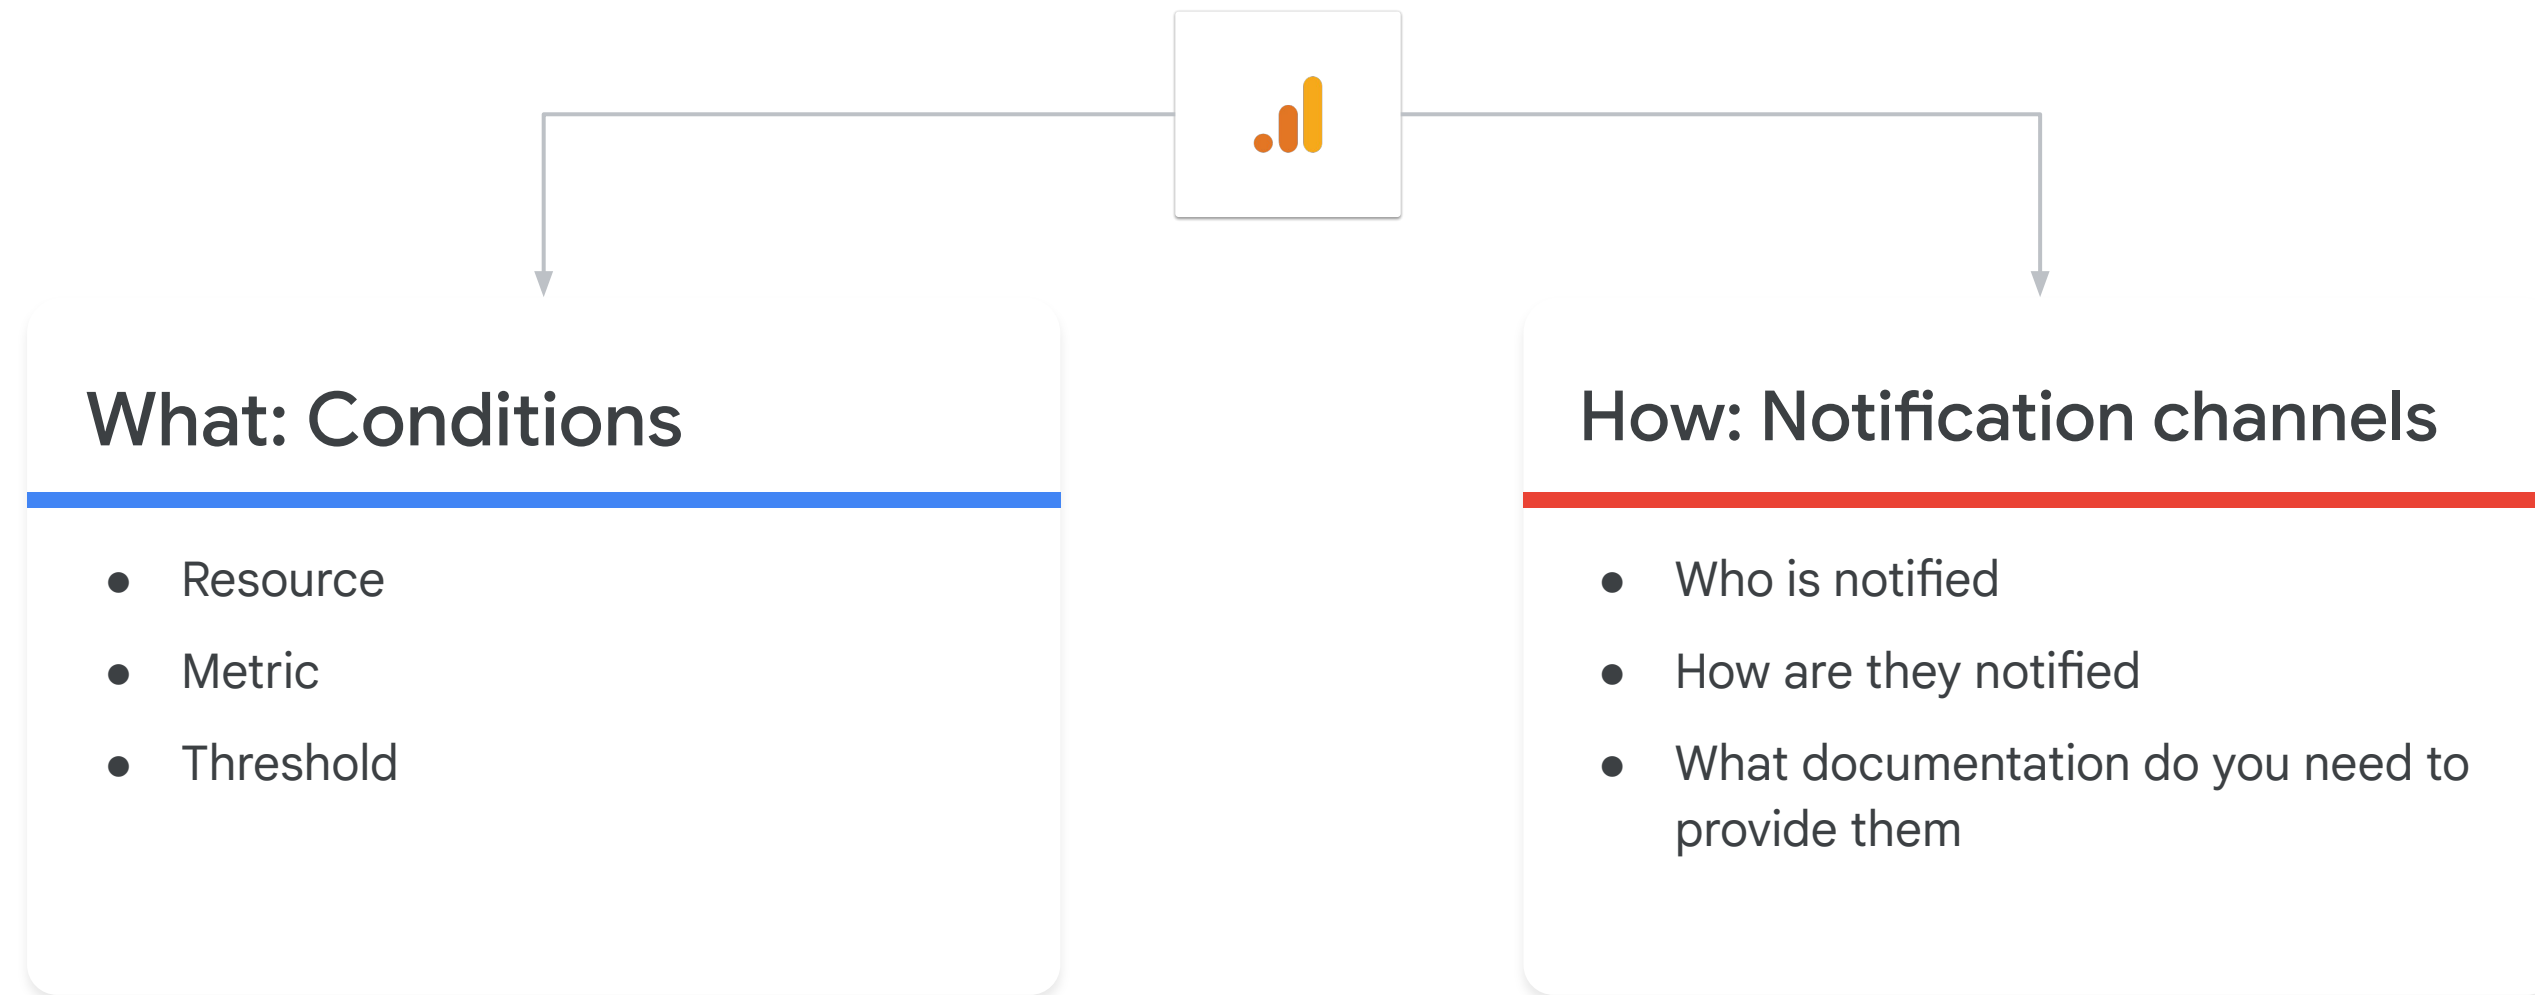 What: Conditions
● Resource
● Metric
● Threshold
How: Notification channels
● Who is notified
● How are they notified
● What documentation do you need to
provide them